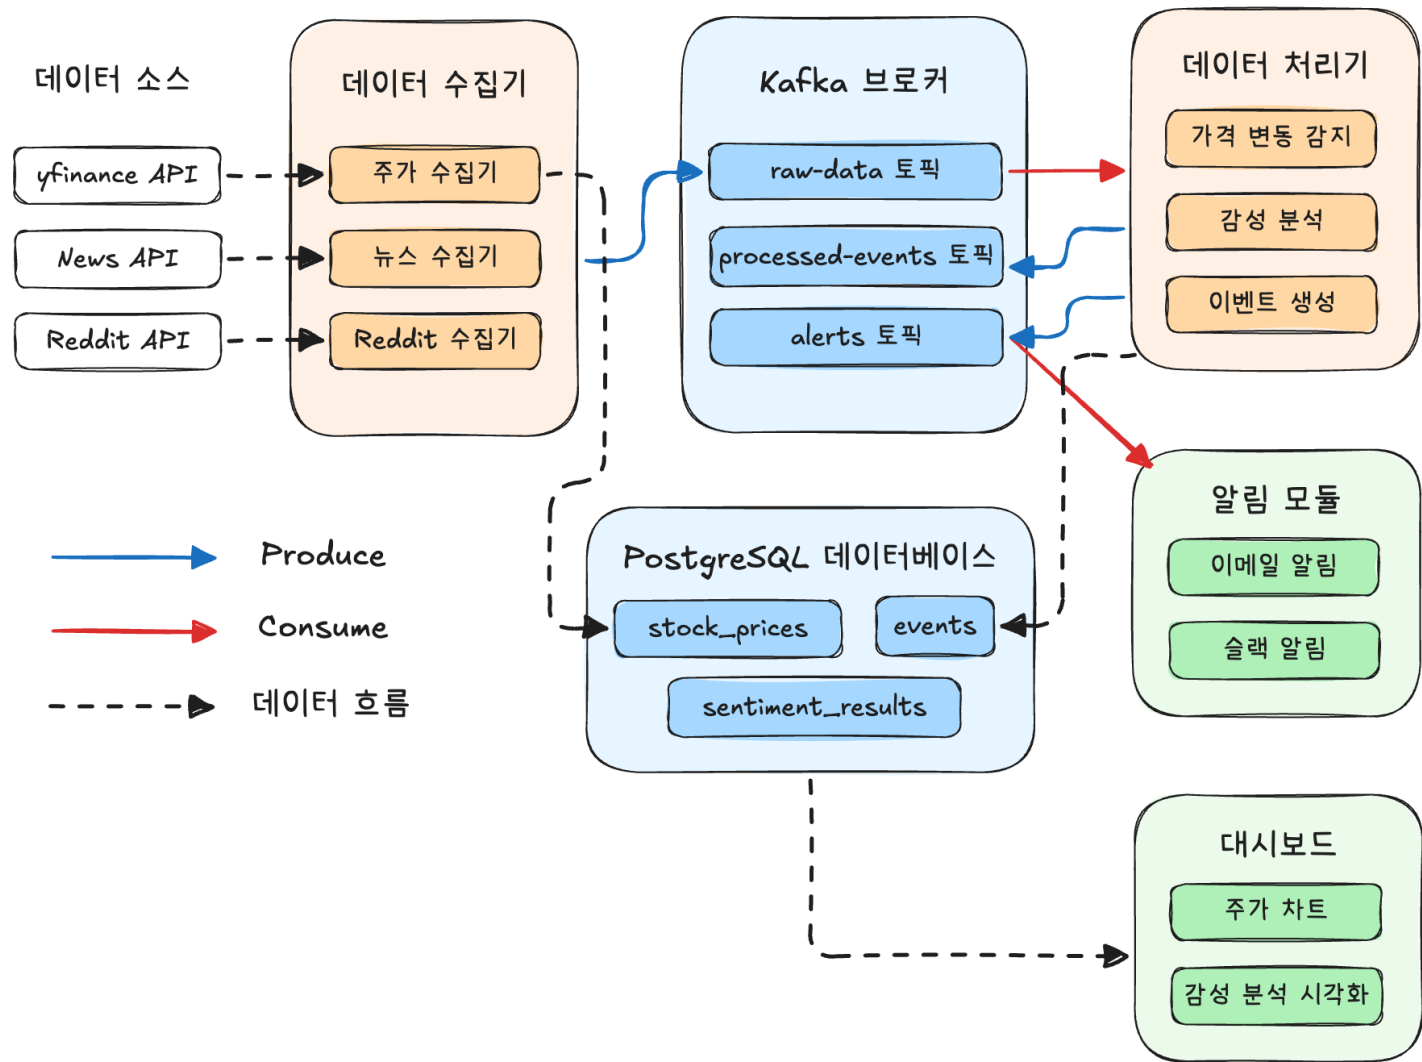 데이터 소스
yfinance API
News API
Reddit API
데이터 수집기
주가 수집기
뉴스 수집기
Reddit 수집기
Kafka 브로커
raw-data 토픽
processed-events 토픽
alerts 토픽
데이터 처리기
가격 변동 감지
감성 분석
이벤트 생성
Produce
Consume
데이터 흐름
PostgreSQL 데이터베이스
stock_prices
events
sentiment_results
알림 모듈
이메일 알림
슬랙 알림
대시보드
주가 차트
감성 분석 시각화